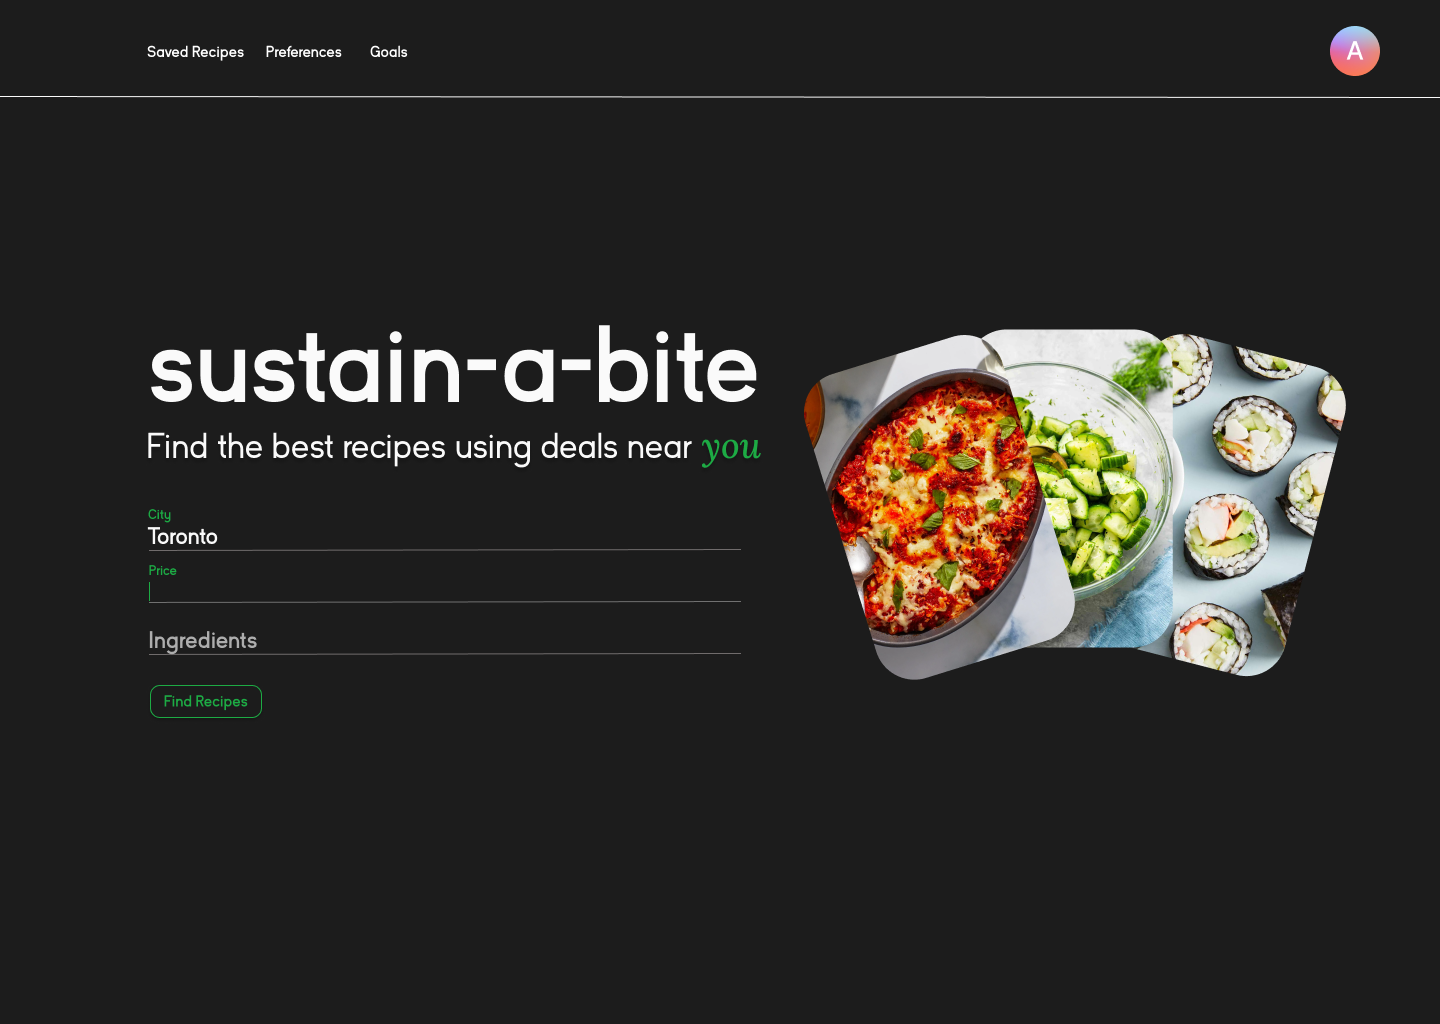 Saved Recipes Preferences Goals
A
sustain-a-bite
Find the best recipes using deals near you
City
Toronto
Price
Ingredients
Find Recipes